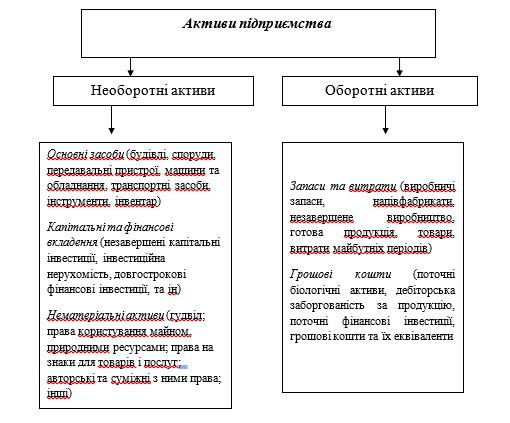 Активи підприємства
Необоротні активи
Оборотні активи
Основні засоби (будівлі, споруди,
передавальні пристрої, машини та
обладнання, транспортні засоби,
інструменти, інвентар)
Капітальні та фінансові
вкладення (незавершені капітальні
інвестиції, інвестиційна
нерухомість, довгострокові
фінансові інвестиції, та ін)
Нематеріальні активи (гудвіл;
права користування майном,
природними ресурсами; права на
знаки для товарів і послуг;
авторські та суміжні з ними права;
інші)
Запаси та витрати (виробничі
запаси, напівфабрикати,
незавершене виробництво,
готова продукція, товари,
витрати майбутніх періодів)
Грошові кошти (поточні
біологічні активи, дебіторська
заборгованість за продукцію,
поточні фінансові інвестиції,
грошові кошти та їх еквіваленти